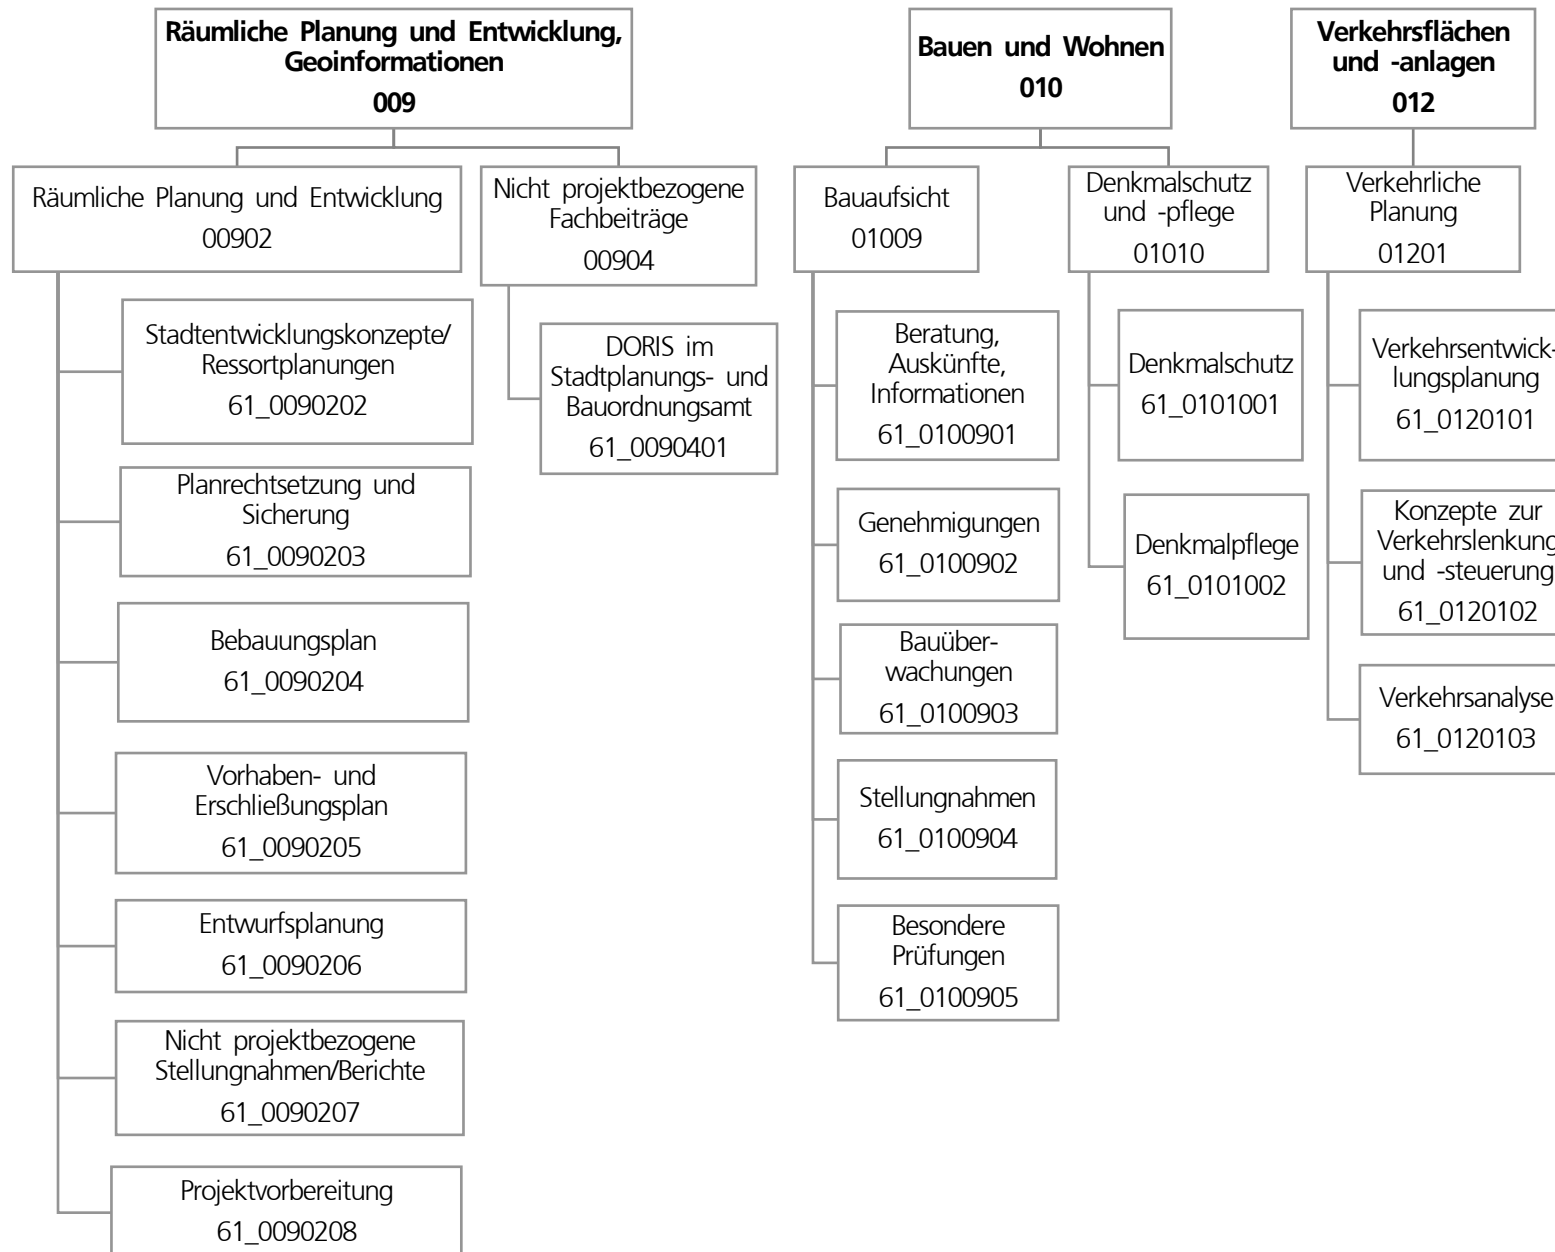 Räumliche Planung und Entwicklung,
Geoinformationen
009
Räumliche Planung und Entwicklung
00902
Stadtentwicklungskonzepte/
Ressortplanungen
61_0090202
Planrechtsetzung und
Sicherung
61_0090203
Bebauungsplan
61_0090204
Vorhaben- und
Erschließungsplan
61_0090205
Entwurfsplanung
61_0090206
Nicht projektbezogene
Stellungnahmen/Berichte
61_0090207
Projektvorbereitung
61_0090208
Nicht projektbezogene
Fachbeiträge
00904
DORIS im
Stadtplanungs- und
Bauordnungsamt
61_0090401
Bauen und Wohnen
010
Bauaufsicht
01009
Beratung,
Auskünfte,
Informationen
61_0100901
Genehmigungen
61_0100902
Bauüber-
wachungen
61_0100903
Stellungnahmen
61_0100904
Besondere
Prüfungen
61_0100905
Denkmalschutz
und -pflege
01010
Denkmalschutz
61_0101001
Denkmalpflege
61_0101002
Verkehrsflächen
und -anlagen
012
Verkehrliche
Planung
01201
Verkehrsentwick-
lungsplanung
61_0120101
Konzepte zur
Verkehrslenkung
und -steuerung
61_0120102
Verkehrsanalyse
61_0120103